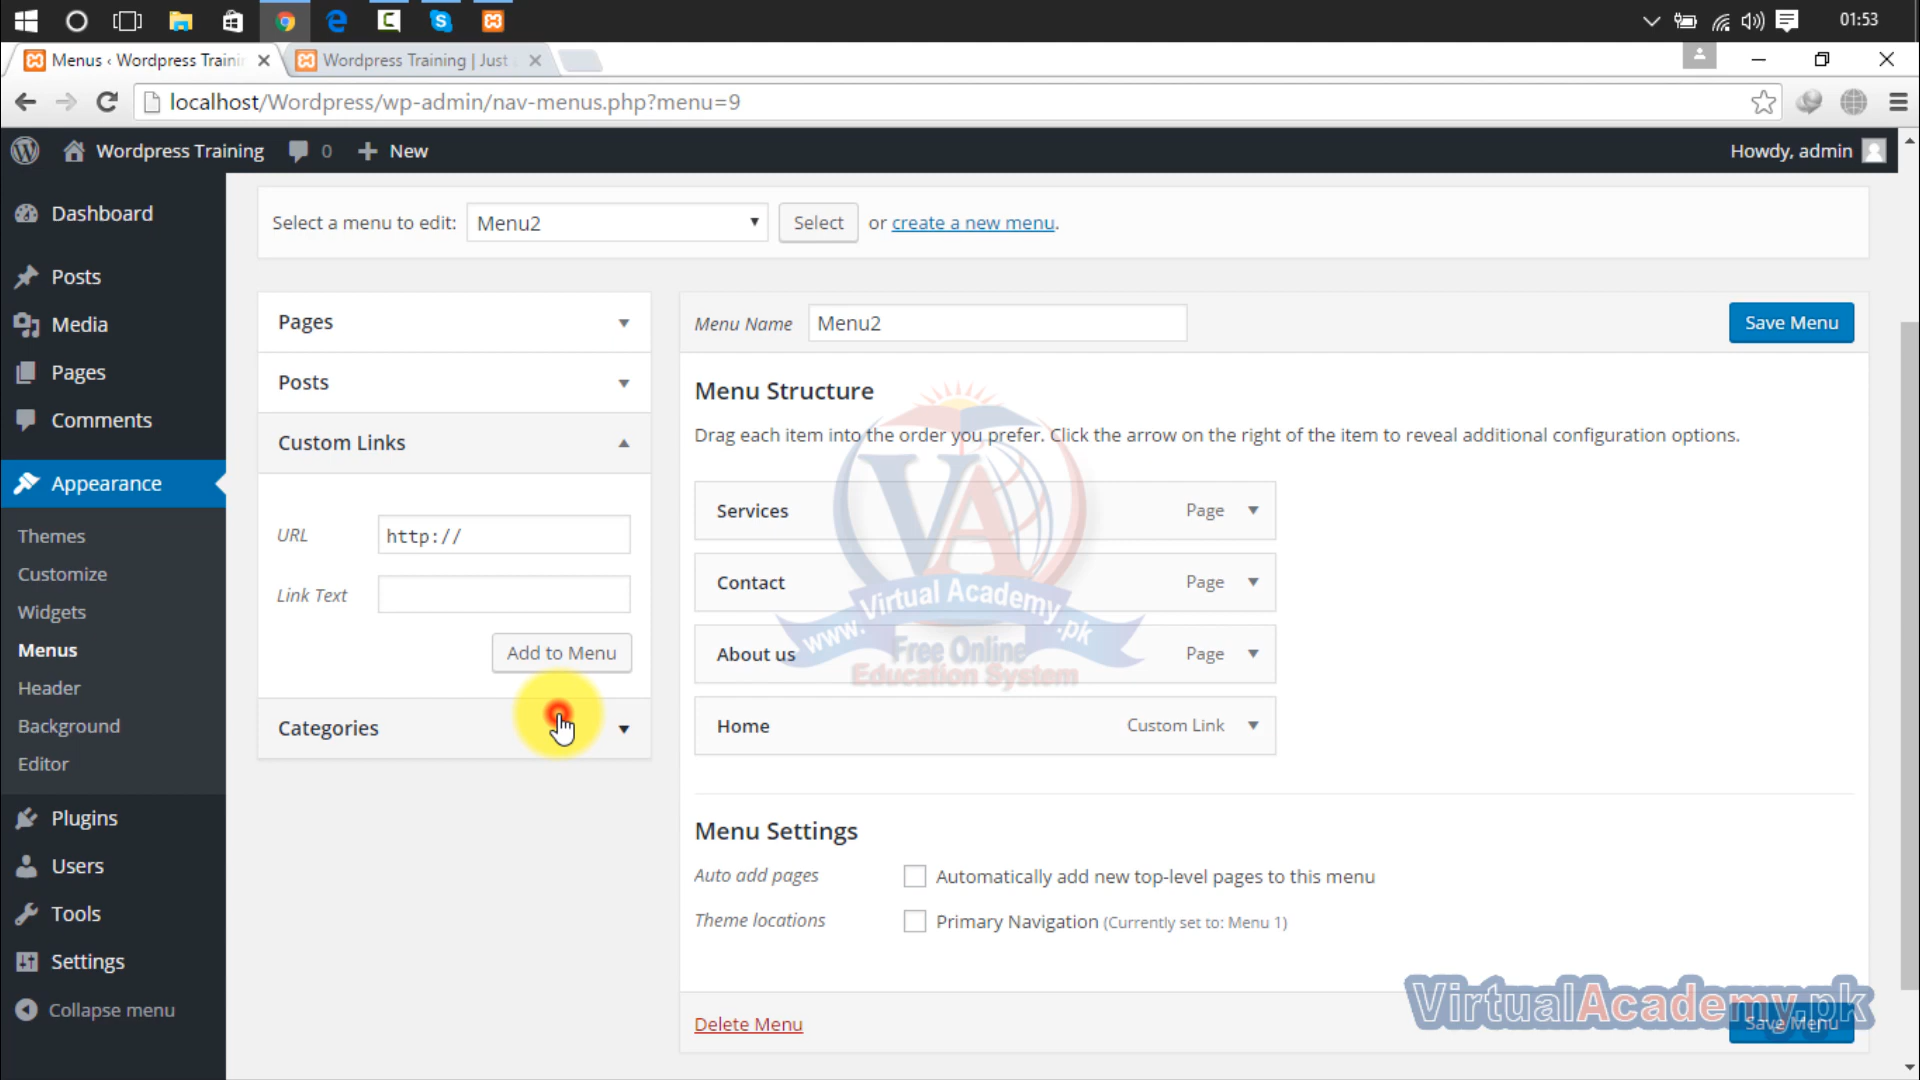 01:53
Menus ‹ Wordpress Trainin
Wordpress Training | Just
localhost/Wordpress/wp-admin/nav-menus.php?menu=9
Wordpress Training 0 New Howdy, admin
Dashboard
Posts
Media
Pages
Comments
Appearance
Themes
Customize
Widgets
Menus
Header
Background
Editor
Plugins
Users
Tools
Settings
Collapse menu
Select a menu to edit: Menu2 Select or create a new menu.
Pages
Posts
Custom Links
URL http://
Link Text
Add to Menu
Categories
Menu Name Menu2 Save Menu
Menu Structure
Drag each item into the order you prefer. Click the arrow on the right of the item to reveal additional configuration options.
Services Page
Contact Page
About us Page
Home Custom Link
VA
www.Virtual Academy.pk
Free Online
Education System
Menu Settings
Auto add pages Automatically add new top-level pages to this menu
Theme locations Primary Navigation (Currently set to: Menu 1)
Delete Menu Save Menu
VirtualAcademy.pk